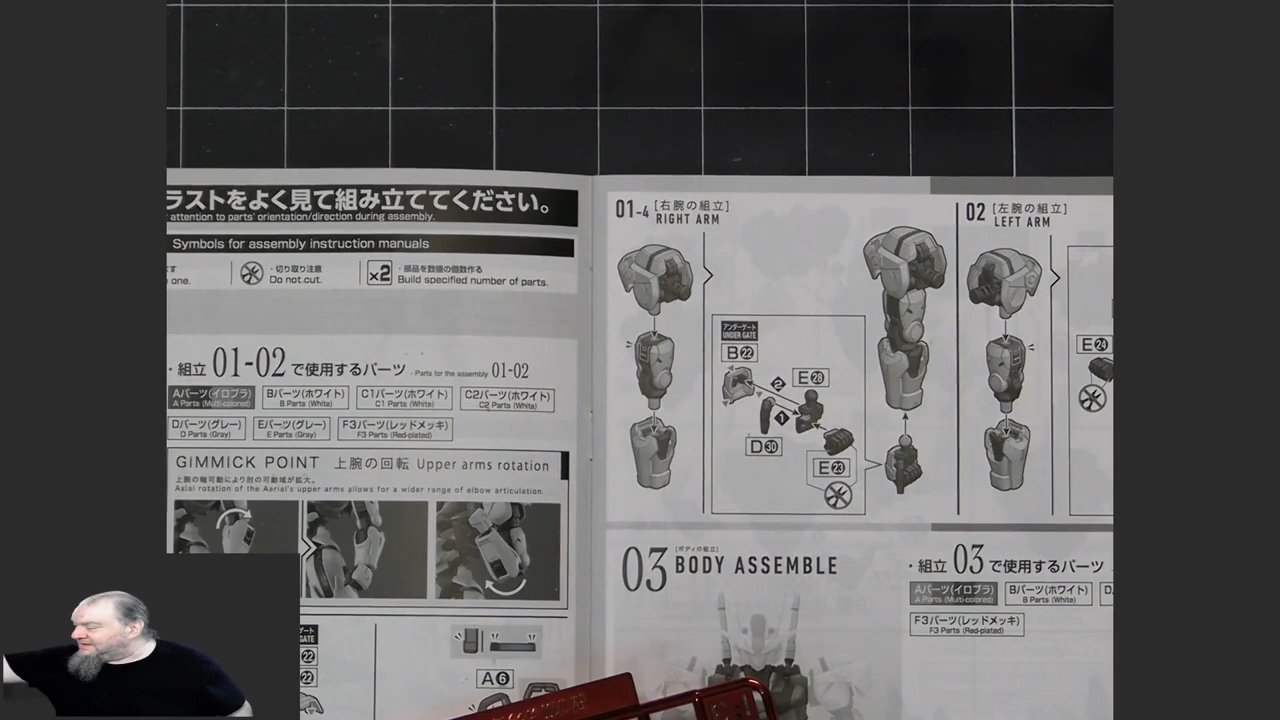 ラストをよく見て組み立ててください。
attention to parts' orientation/direction during assembly.
Symbols for assembly instruction manuals
す
one.
・切り取り注意
Do not cut.
×2
・部品を数値の個数作る
Build specified number of parts.
・組立 01-02 で使用するパーツ
- Parts for the assembly 01-02
Aパーツ(イロプラ)
A Parts (Multi-colored)
Bパーツ(ホワイト)
B Parts (White)
C1パーツ(ホワイト)
C1 Parts (White)
C2パーツ(ホワイト)
C2 Parts (White)
Dパーツ(グレー)
D Parts (Gray)
Eパーツ(グレー)
E Parts (Gray)
F3パーツ(レッドメッキ)
F3 Parts (Red-plated)
GIMMICK POINT 上腕の回転 Upper arms rotation
上腕の軸可動により肘の可動域が拡大。
Axial rotation of the Aerial's upper arms allows for a wider range of elbow articulation.
22
22
A6
01-4 [右腕の組立]
RIGHT ARM
アンダーゲート
UNDER GATE
B22
E28
2
1
D30
E23
02 [左腕の組立]
LEFT ARM
E24
03 [ボディの組立]
BODY ASSEMBLE
・組立 03 で使用するパーツ
Aパーツ(イロプラ)
A Parts (Multi-colored)
Bパーツ(ホワイト)
B Parts (White)
F3パーツ(レッドメッキ)
F3 Parts (Red-plated)